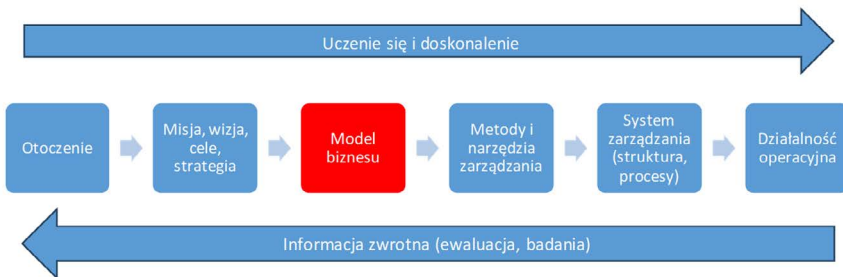 Uczenie się i doskonalenie
Otoczenie
Misja, wizja,
cele,
strategia
Model
biznesu
Metody i
narzędzia
zarządzania
System
zarządzania
(struktura,
procesy)
Działalność
operacyjna
Informacja zwrotna (ewaluacja, badania)